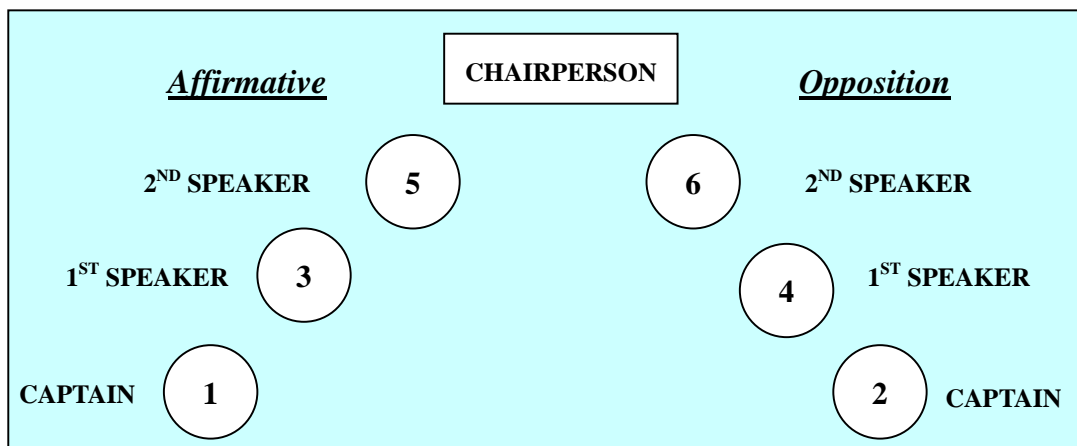 CHAIRPERSON
Affirmative
Opposition
2ND SPEAKER
5
6
2ND SPEAKER
1ST SPEAKER
3
4
1ST SPEAKER
CAPTAIN
1
2
CAPTAIN